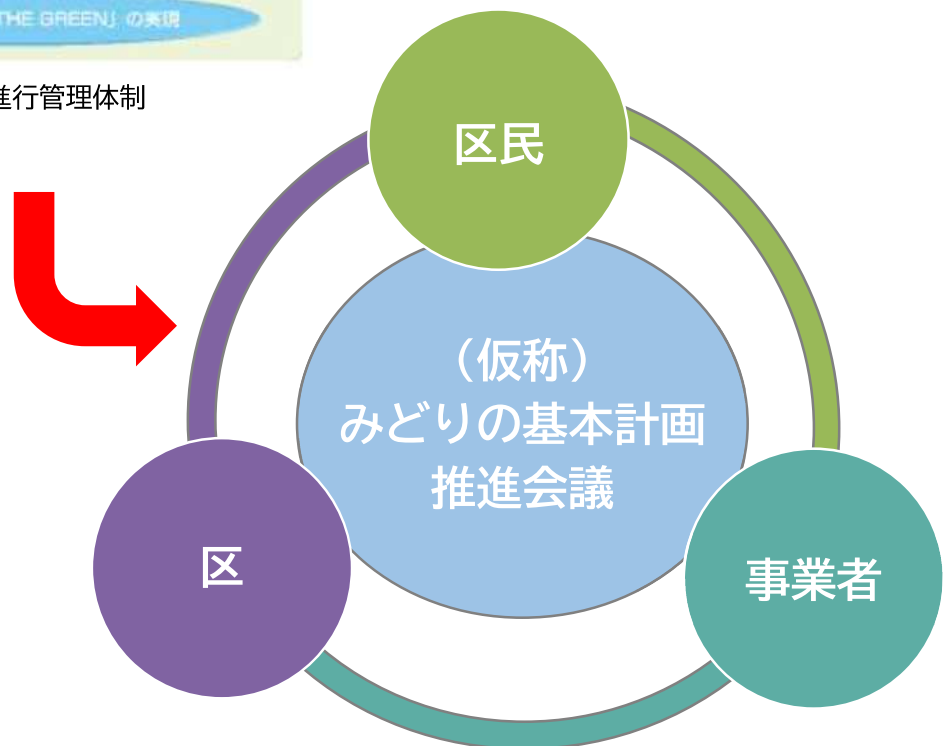 THE GREEN」の実現
進行管理体制
区民
（仮称）
みどりの基本計画
推進会議
区
事業者